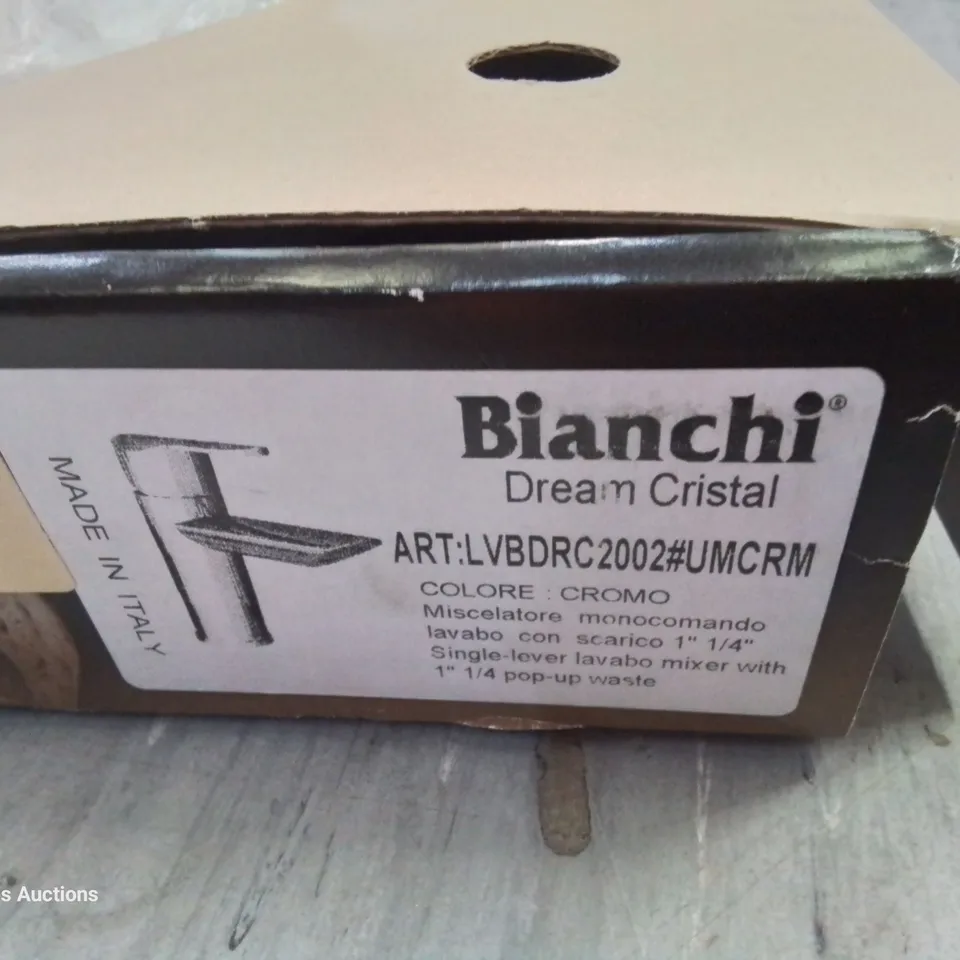 Bianchi®
Dream Cristal
ART:LVBDRC2002#UMCRM
COLORE : CROMO
Miscelatore monocomando
lavabo con scarico 1" 1/4"
Single-lever lavabo mixer with
1" 1/4 pop-up waste
MADE IN ITALY
s Auctions